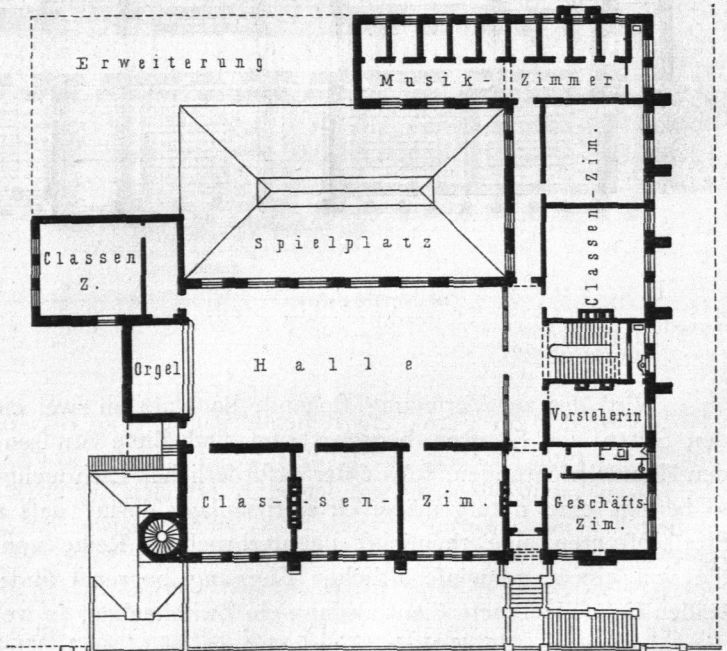 Erweiterung
Musik-Zimmer
Classen-Zim.
Spielplatz
Classen
Z.
Orgel
Halle
Vorsteherin
Clas-sen-Zim.
Geschäfts-
Zim.